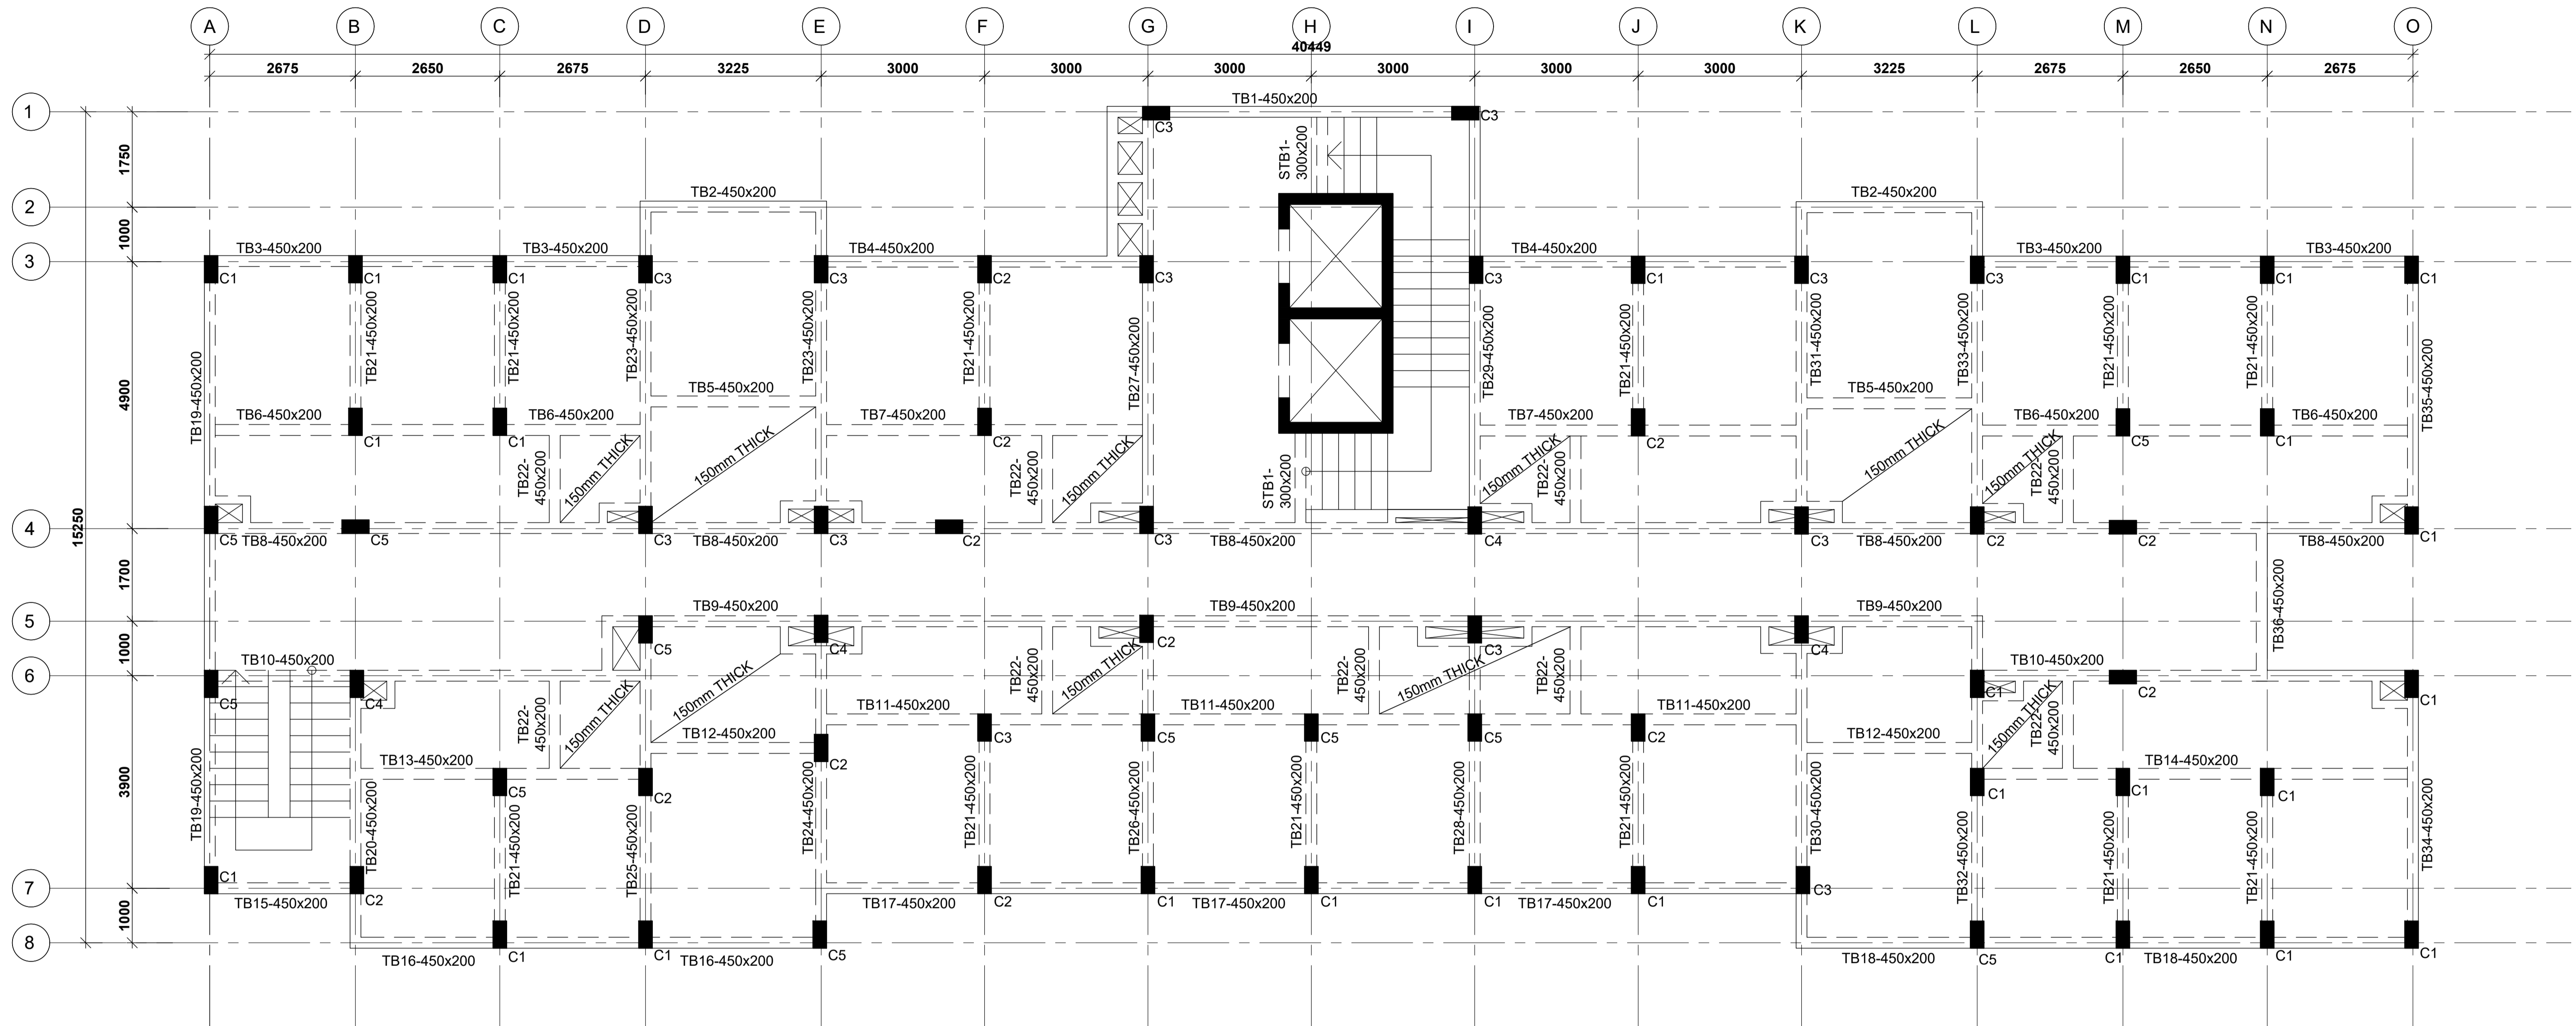 A B C D E F G H I J K L M N O
40449
2675 2650 2675 3225 3000 3000 3000 3000 3000 3000 3225 2675 2650 2675
1
TB1-450x200
C3 C3
1750
STB1-
300x200
2
TB2-450x200 TB2-450x200
1000
3
TB3-450x200 TB3-450x200 TB4-450x200 TB4-450x200 TB3-450x200 TB3-450x200
C1 C1 C1 C3 C3 C2 C3 C3 C1 C3 C3 C1 C1 C1
4900
TB19-450x200 TB21-450x200 TB21-450x200 TB23-450x200 TB23-450x200 TB21-450x200 TB27-450x200 TB29-450x200 TB21-450x200 TB31-450x200 TB33-450x200 TB21-450x200 TB21-450x200 TB35-450x200
TB5-450x200 TB5-450x200
TB6-450x200 TB6-450x200 TB7-450x200 TB7-450x200 TB6-450x200 TB6-450x200
C1 C1 C2 C2 C5 C1
TB22-
450x200
150mm THICK
150mm THICK
TB22-
450x200
150mm THICK
STB1-
300x200
150mm THICK
TB22-
450x200
150mm THICK
150mm THICK
TB22-
450x200
4
15250
C5 TB8-450x200 C5 C3 TB8-450x200 C3 C2 C3 TB8-450x200 C4 C3 TB8-450x200 C2 C2 TB8-450x200 C1
1700
TB36-450x200
5
TB9-450x200 TB9-450x200 TB9-450x200
C5 C4 C2 C3 C4
1000
6
TB10-450x200 TB10-450x200
C5 C4 C1 C2 C1
TB22-
450x200
150mm THICK
150mm THICK
TB22-
450x200
150mm THICK
TB22-
450x200
150mm THICK
TB22-
450x200
150mm THICK
TB22-
450x200
TB11-450x200 TB11-450x200 TB11-450x200
C3 C5 C5 C5 C2
TB12-450x200 TB12-450x200
C2
TB13-450x200 TB14-450x200
C5 C2 C1 C1 C1
3900
TB19-450x200 TB20-450x200 TB21-450x200 TB25-450x200 TB24-450x200 TB21-450x200 TB26-450x200 TB21-450x200 TB28-450x200 TB21-450x200 TB30-450x200 TB32-450x200 TB21-450x200 TB21-450x200 TB34-450x200
7
C1 C2 C2 C1 C1 C1 C1 C3
TB15-450x200 TB17-450x200 TB17-450x200 TB17-450x200
1000
8
C1 C1 C5 C5 C1 C1 C1
TB16-450x200 TB16-450x200 TB18-450x200 TB18-450x200